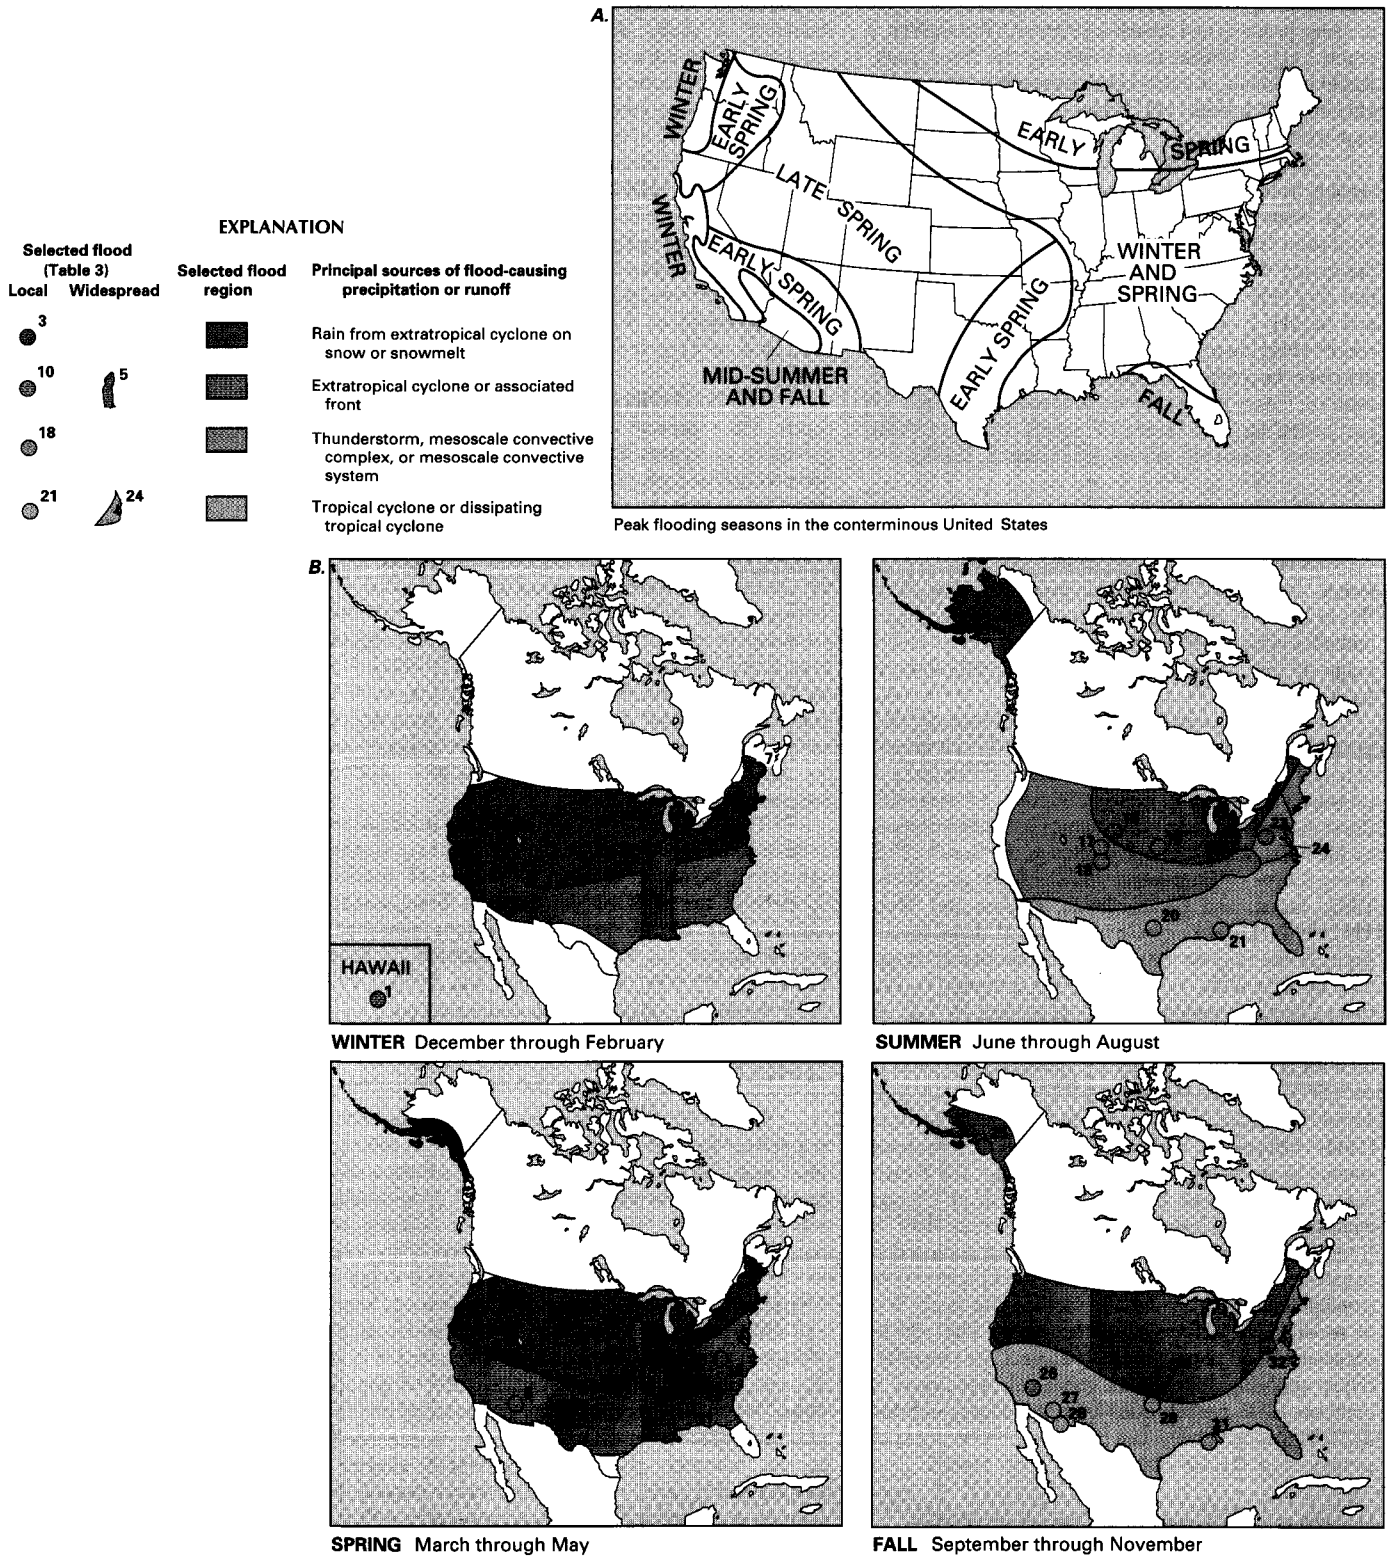 A.
WINTER
EARLY
SPRING
EARLY
SPRING
LATE SPRING
WINTER
EARLY SPRING
WINTER
AND
SPRING
EARLY SPRING
MID-SUMMER
AND FALL
FALL
Peak flooding seasons in the conterminous United States
EXPLANATION
Selected flood
(Table 3)
Local Widespread
Selected flood
region
Principal sources of flood-causing
precipitation or runoff
3
Rain from extratropical cyclone on
snow or snowmelt
10
5
Extratropical cyclone or associated
front
18
Thunderstorm, mesoscale convective
complex, or mesoscale convective
system
21
24
Tropical cyclone or dissipating
tropical cyclone
B.
7
HAWAII
1
WINTER December through February
24
20
21
SUMMER June through August
SPRING March through May
26
27
31
FALL September through November